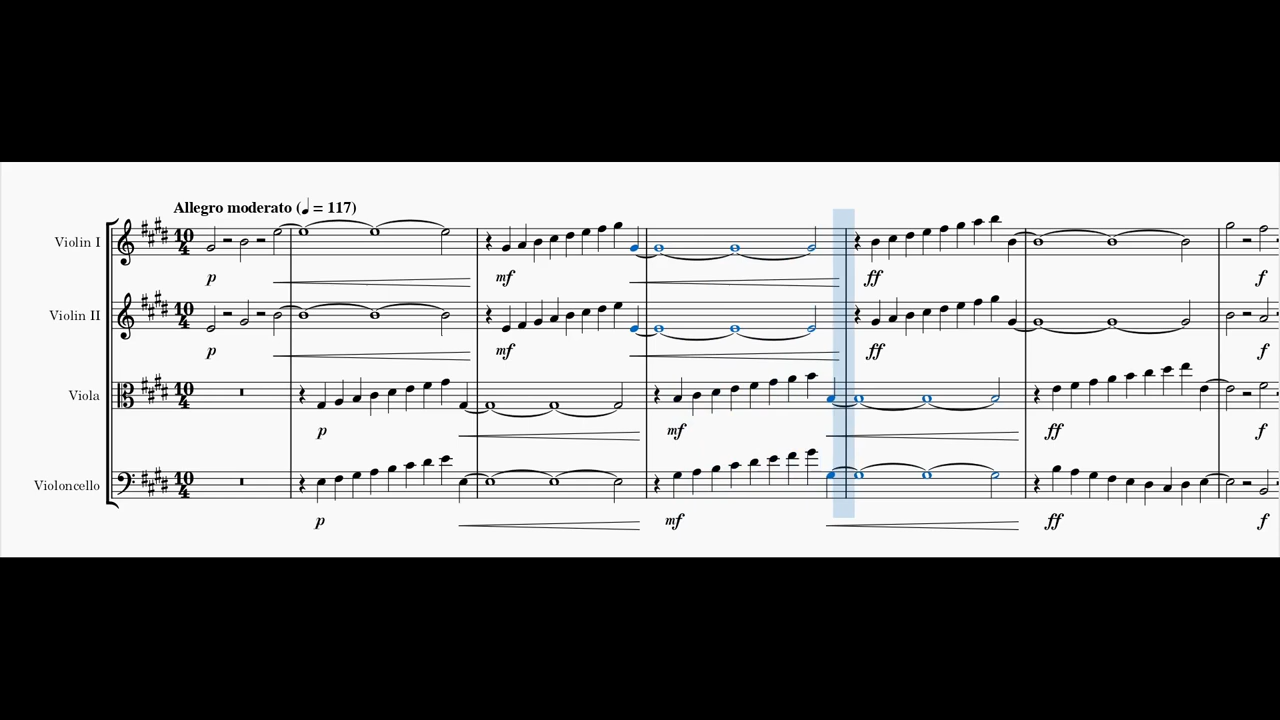 Allegro moderato (♩ = 117)
Violin I
10
4
p
mf
ff
f
Violin II
10
4
p
mf
ff
f
Viola
10
4
p
mf
ff
f
Violoncello
10
4
p
mf
ff
f